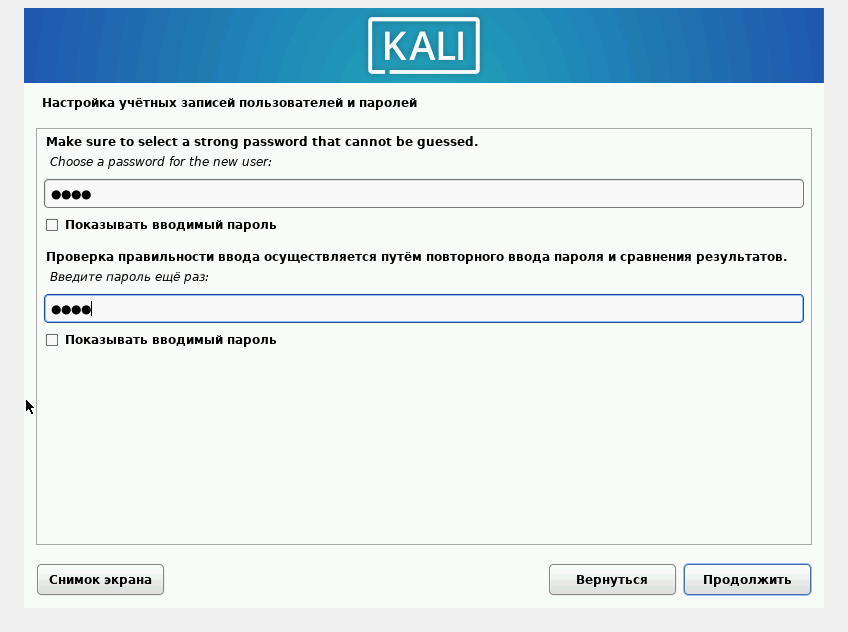 KALI
Настройка учётных записей пользователей и паролей
Make sure to select a strong password that cannot be guessed.
Choose a password for the new user:
●●●●
Показывать вводимый пароль
Проверка правильности ввода осуществляется путём повторного ввода пароля и сравнения результатов.
Введите пароль ещё раз:
●●●●
Показывать вводимый пароль
Снимок экрана
Вернуться
Продолжить